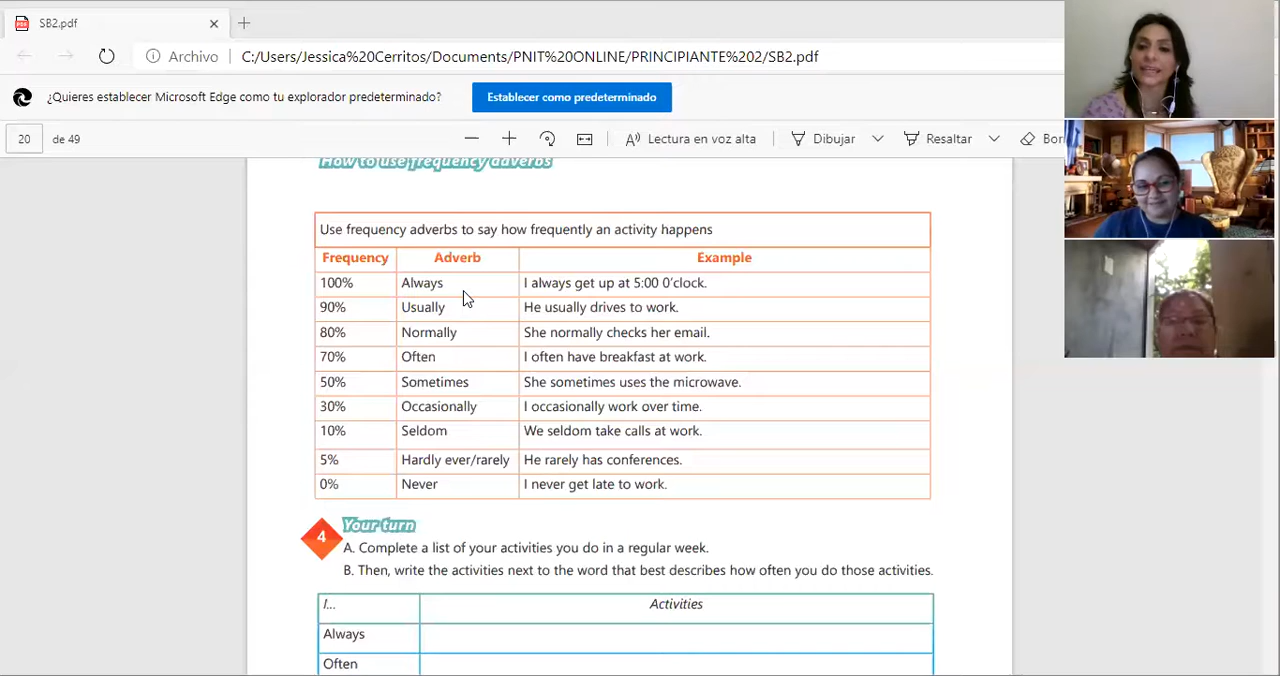 SB2.pdf
Archivo C:/Users/Jessica%20Cerritos/Documents/PNIT%20ONLINE/PRINCIPIANTE%202/SB2.pdf
¿Quieres establecer Microsoft Edge como tu explorador predeterminado? Establecer como predeterminado
20 de 49 Lectura en voz alta Dibujar Resaltar
How to use frequency adverbs
Use frequency adverbs to say how frequently an activity happens
Frequency Adverb Example
100% Always I always get up at 5:00 0'clock.
90% Usually He usually drives to work.
80% Normally She normally checks her email.
70% Often I often have breakfast at work.
50% Sometimes She sometimes uses the microwave.
30% Occasionally I occasionally work over time.
10% Seldom We seldom take calls at work.
5% Hardly ever/rarely He rarely has conferences.
0% Never I never get late to work.
4 Your turn
A. Complete a list of your activities you do in a regular week.
B. Then, write the activities next to the word that best describes how often you do those activities.
I... Activities
Always
Often